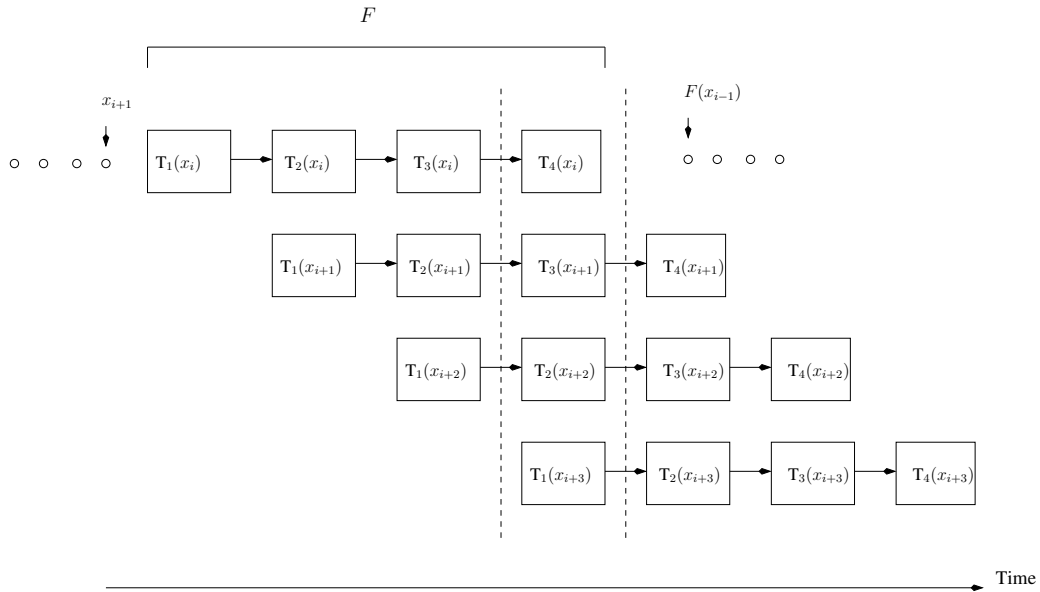 F
x_{i+1}
F(x_{i−1})
T_1(x_i) T_2(x_i) T_3(x_i) T_4(x_i)
T_1(x_{i+1}) T_2(x_{i+1}) T_3(x_{i+1}) T_4(x_{i+1})
T_1(x_{i+2}) T_2(x_{i+2}) T_3(x_{i+2}) T_4(x_{i+2})
T_1(x_{i+3}) T_2(x_{i+3}) T_3(x_{i+3}) T_4(x_{i+3})
Time